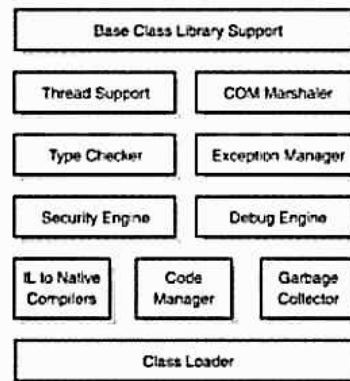 Base Class Library Support
Thread Support
COM Marshaler
Type Checker
Exception Manager
Security Engine
Debug Engine
IL to Native
Compilers
Code
Manager
Garbage
Collector
Class Loader